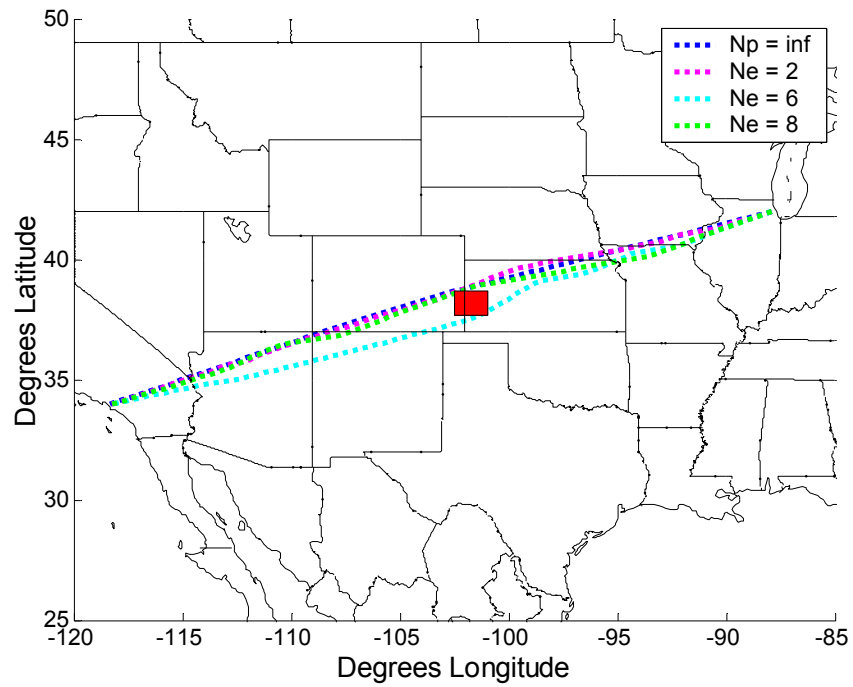 50
45
40
35
30
25
Degrees Latitude
-120
-115
-110
-105
-100
-95
-90
-85
Degrees Longitude
Np = inf
Ne = 2
Ne = 6
Ne = 8